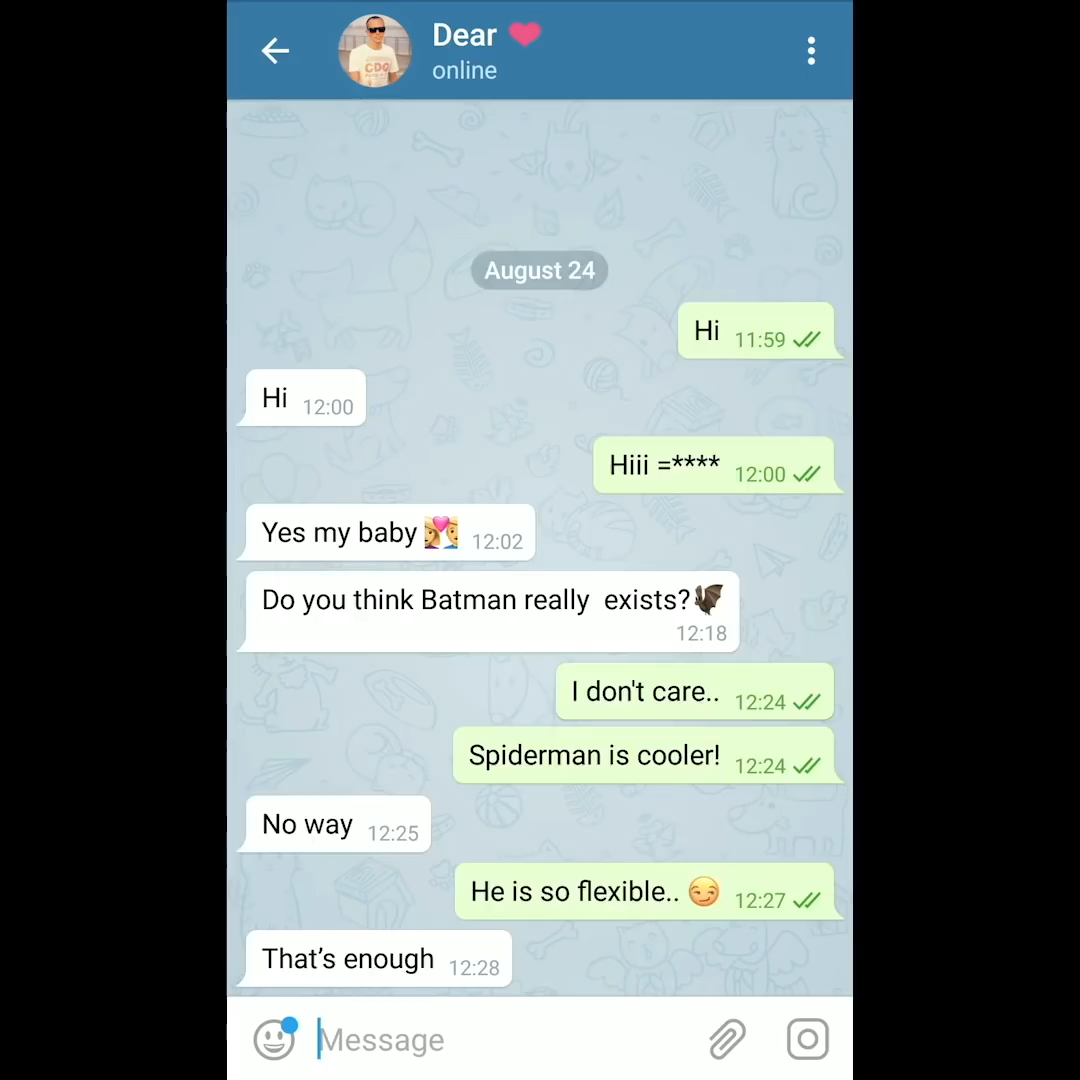 Dear ❤️
online
August 24
Hi 11:59
Hi 12:00
Hiii =**** 12:00
Yes my baby 👩‍❤️‍👨 12:02
Do you think Batman really  exists?🦇
12:18
I don't care.. 12:24
Spiderman is cooler! 12:24
No way 12:25
He is so flexible.. 😏 12:27
That’s enough 12:28
Message